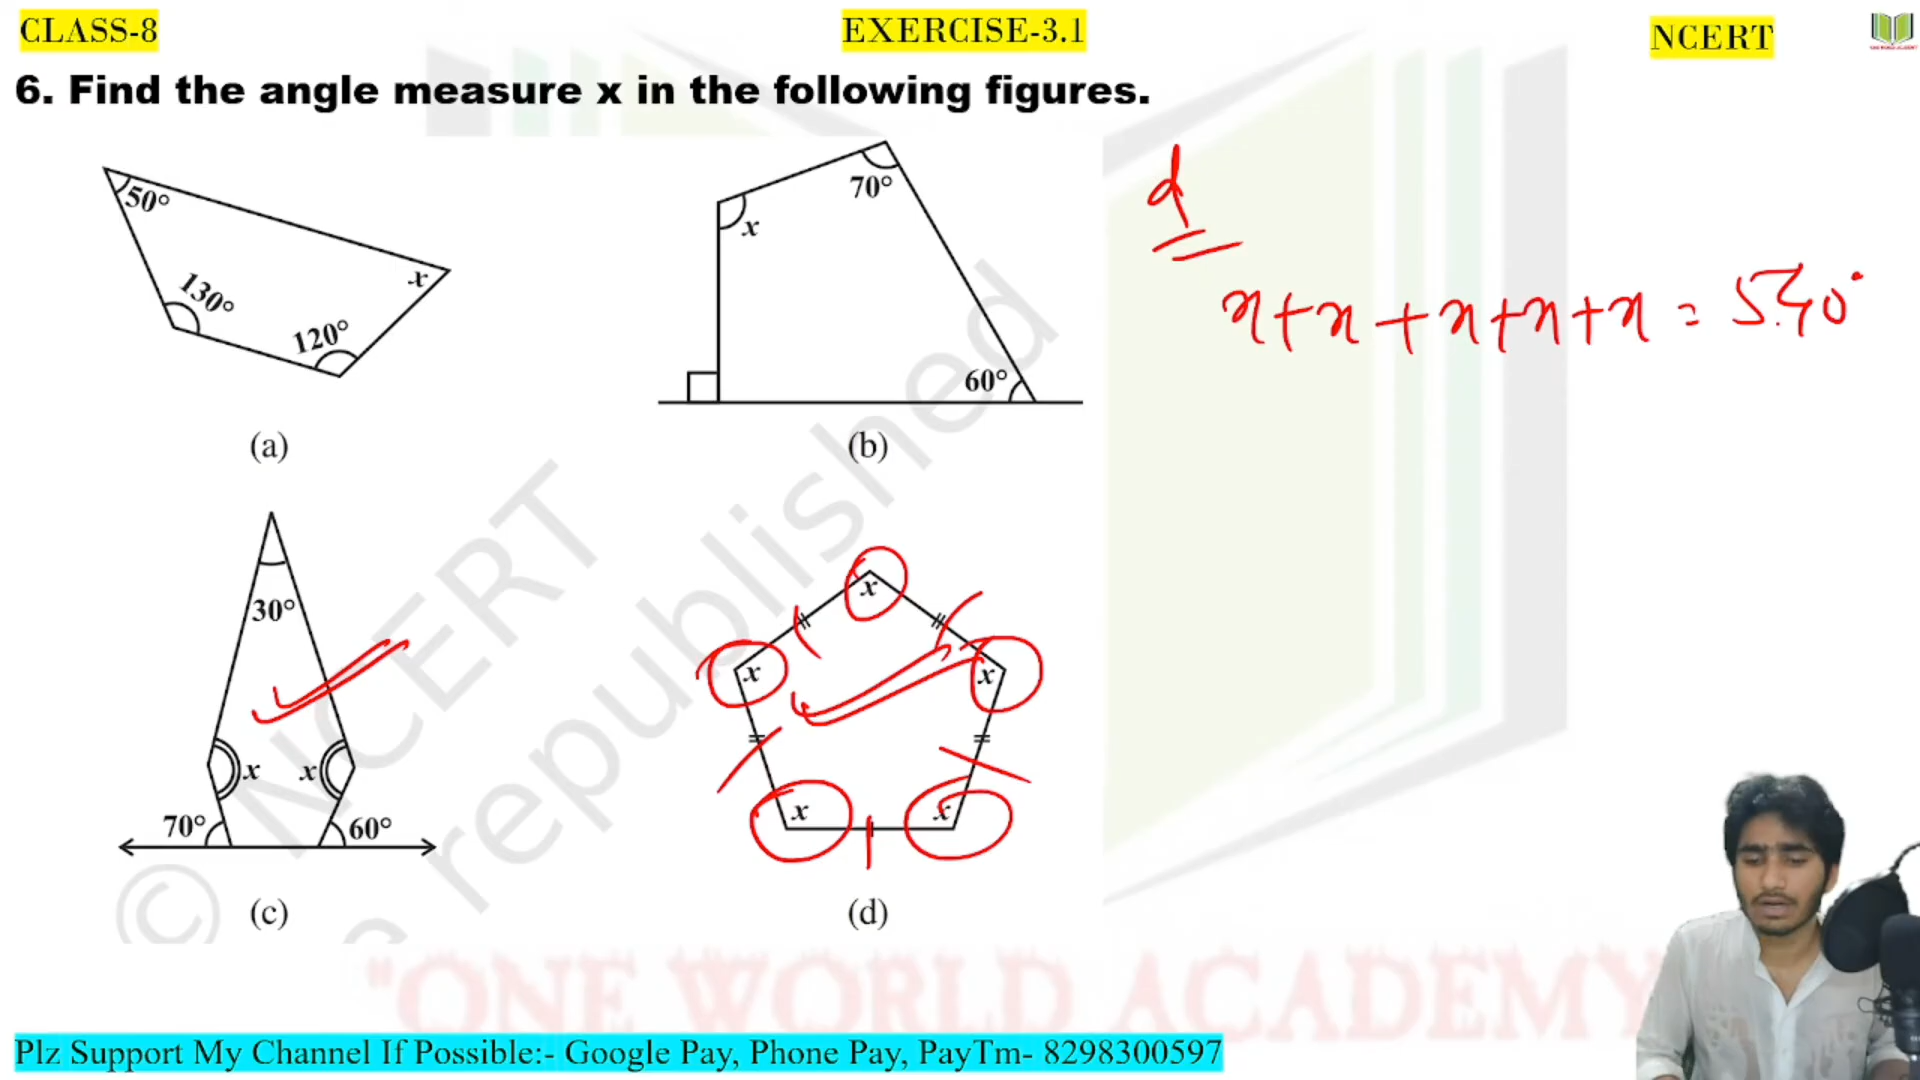 CLASS-8
EXERCISE-3.1
NCERT
6. Find the angle measure x in the following figures.
50°
130°
120°
x
(a)
70°
x
60°
(b)
d
x+x+x+x+x = 540°
30°
x x
70° 60°
(c)
x
x x
x x
(d)
© NCERT
republished
"ONE WORLD ACADEMY
Plz Support My Channel If Possible:- Google Pay, Phone Pay, PayTm- 8298300597